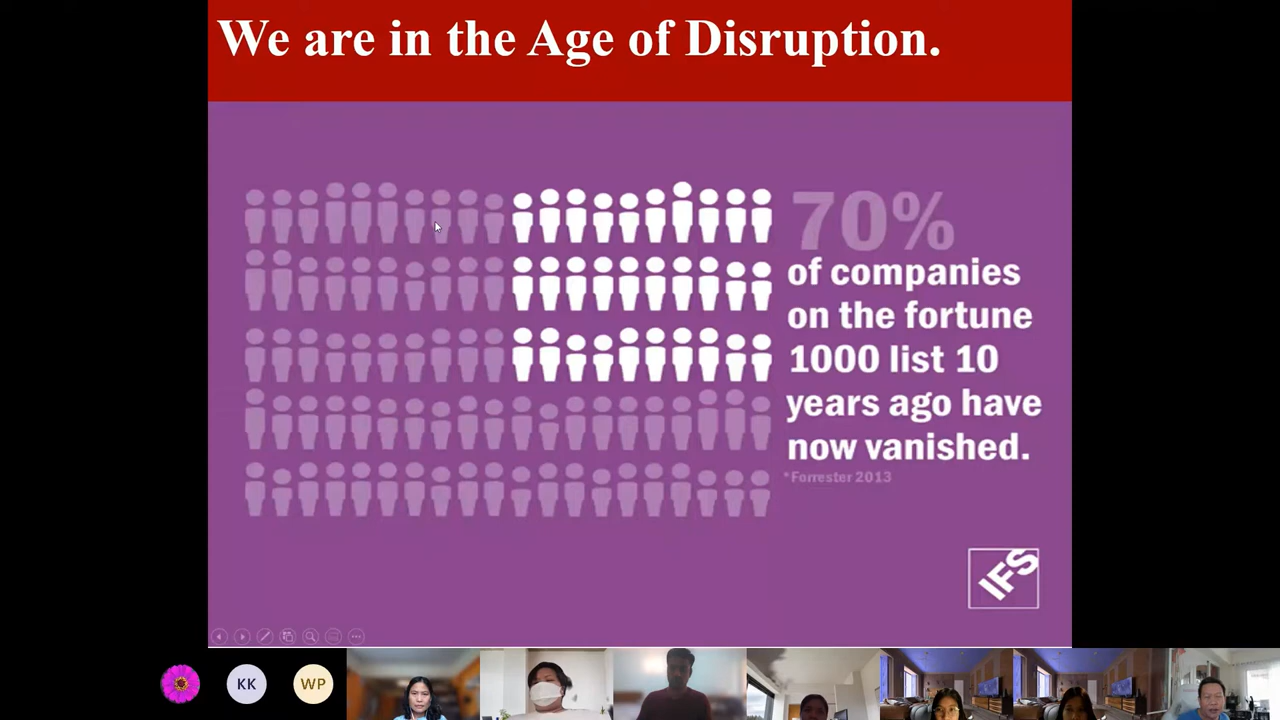 We are in the Age of Disruption.
70%
of companies
on the fortune
1000 list 10
years ago have
now vanished.
*Forrester 2013
IFS
KK
WP